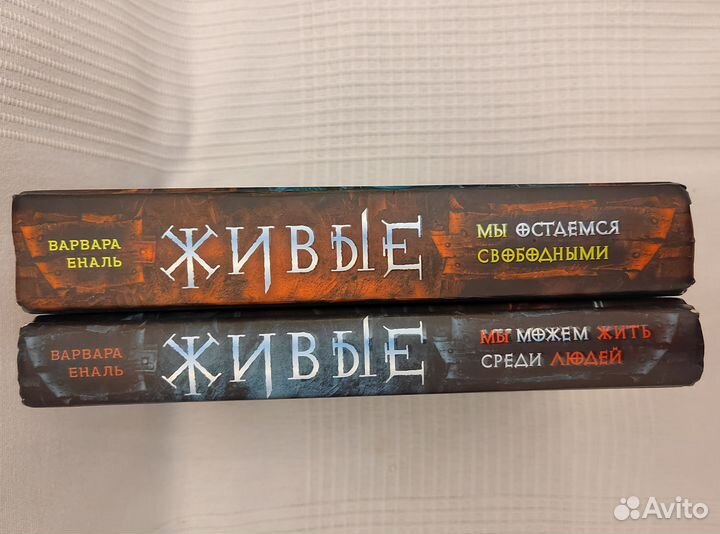 ВАРВАРА
ЕНАЛЬ
ЖИВЫЕ
МЫ ОСТАЕМСЯ
СВОБОДНЫМИ
ВАРВАРА
ЕНАЛЬ
ЖИВЫЕ
МЫ МОЖЕМ ЖИТЬ
СРЕДИ ЛЮДЕЙ
Avito